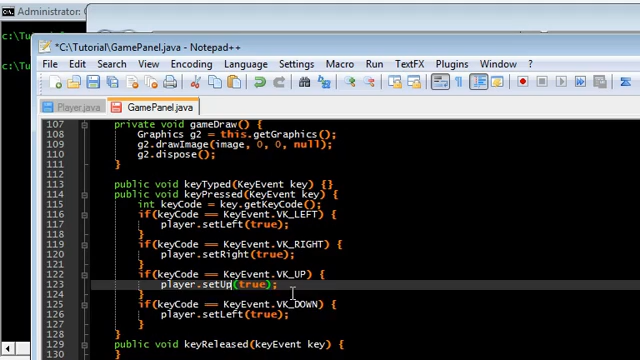 Administrator: C
c:\Tuto
*C:\Tutorial\GamePanel.java - Notepad++
File Edit Search View Encoding Language Settings Macro Run TextFX Plugins Window ?
c:\Tuto
Player.java GamePanel.java
107 private void gameDraw() {
108 Graphics g2 = this.getGraphics();
109 g2.drawImage(image, 0, 0, null);
110 g2.dispose();
111 }
112
113 public void keyTyped(KeyEvent key) {}
114 public void keyPressed(KeyEvent key) {
115 int keyCode = key.getKeyCode();
116 if(keyCode == KeyEvent.VK_LEFT) {
117 player.setLeft(true);
118 }
119 if(keyCode == KeyEvent.VK_RIGHT) {
120 player.setRight(true);
121 }
122 if(keyCode == KeyEvent.VK_UP) {
123 player.setUp(true);
124 }
125 if(keyCode == KeyEvent.VK_DOWN) {
126 player.setLeft(true);
127 }
128 }
129 public void keyReleased(keyEvent key) {
130 }